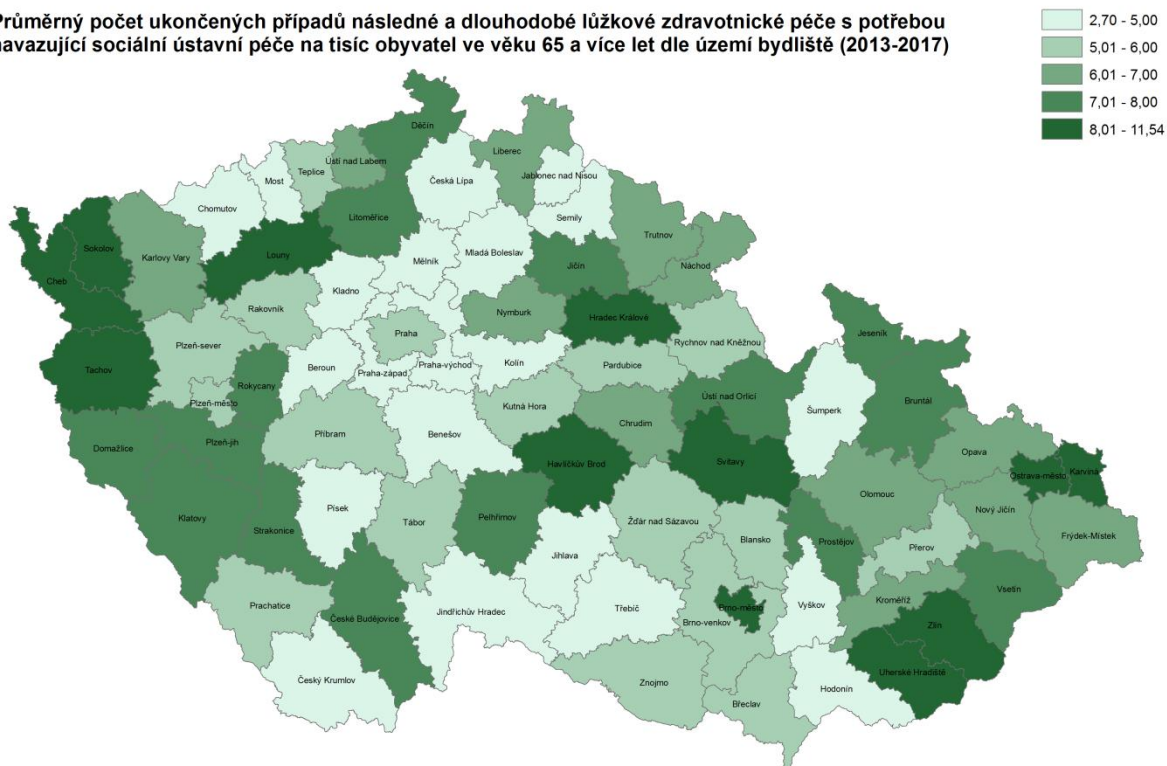 Průměrný počet ukončených případů následné a dlouhodobé lůžkové zdravotnické péče s potřebou
navazující sociální ústavní péče na tisíc obyvatel ve věku 65 a více let dle území bydliště (2013-2017)
2,70 - 5,00
5,01 - 6,00
6,01 - 7,00
7,01 - 8,00
8,01 - 11,54
Děčín
Liberec
Ústí nad Labem
Teplice
Most
Česká Lípa
Jablonec nad Nisou
Chomutov
Litoměřice
Semily
Trutnov
Sokolov
Karlovy Vary
Louny
Mělník
Mladá Boleslav
Jičín
Náchod
Cheb
Kladno
Rakovník
Nymburk
Hradec Králové
Praha
Rychnov nad Kněžnou
Jeseník
Plzeň-sever
Tachov
Beroun
Praha-západ
Praha-východ
Kolín
Pardubice
Rokycany
Plzeň-město
Kutná Hora
Ústí nad Orlicí
Šumperk
Bruntál
Domažlice
Plzeň-jih
Příbram
Benešov
Chrudim
Havlíčkův Brod
Svitavy
Opava
Ostrava-město
Karviná
Klatovy
Strakonice
Písek
Tábor
Pelhřimov
Žďár nad Sázavou
Olomouc
Nový Jičín
Frýdek-Místek
Blansko
Prostějov
Přerov
Jihlava
Vsetín
Prachatice
České Budějovice
Jindřichův Hradec
Třebíč
Brno-město
Brno-venkov
Vyškov
Kroměříž
Zlín
Český Krumlov
Znojmo
Břeclav
Hodonín
Uherské Hradiště